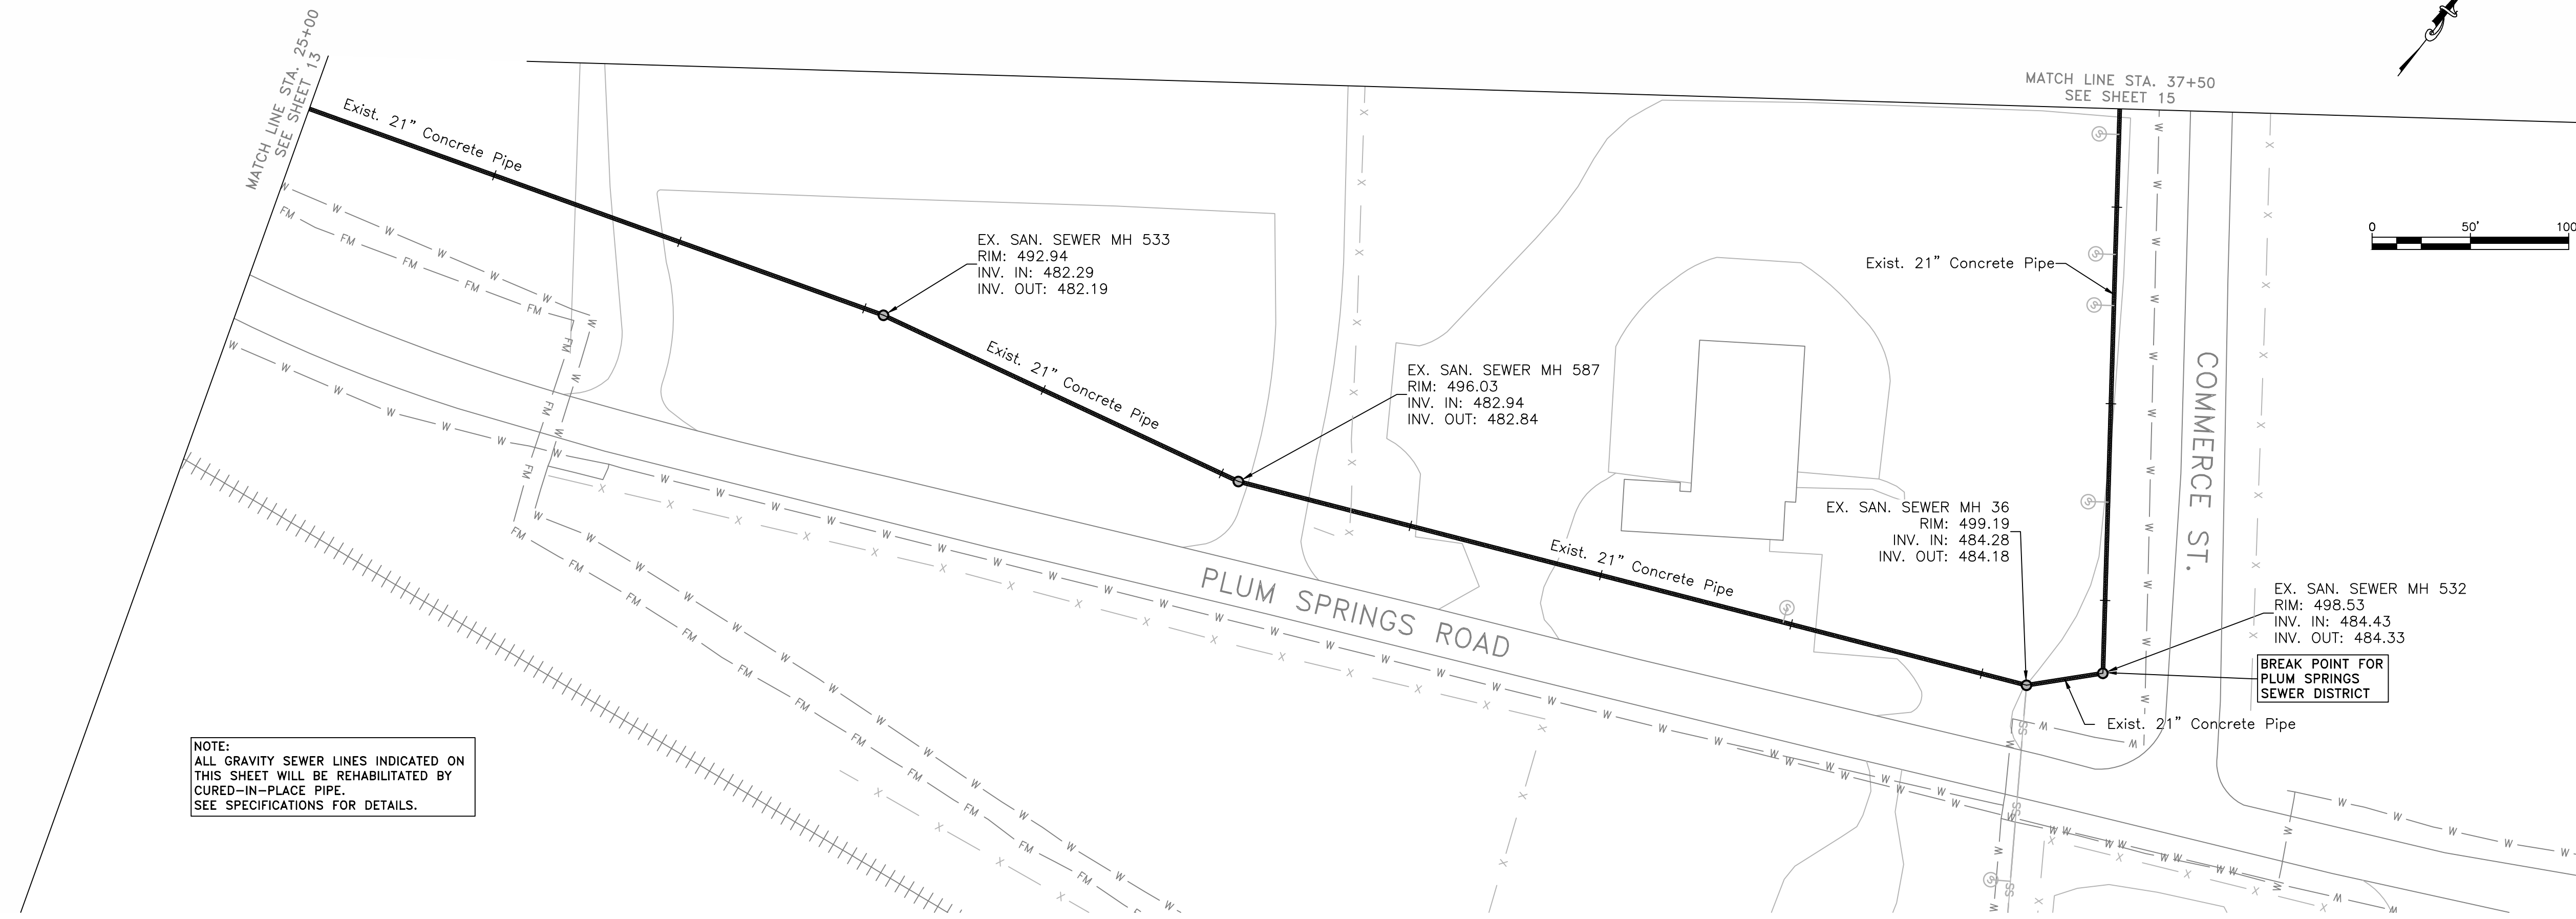 MATCH LINE STA. 25+00
SEE SHEET 13
Exist. 21" Concrete Pipe
EX. SAN. SEWER MH 533
RIM: 492.94
INV. IN: 482.29
INV. OUT: 482.19
Exist. 21" Concrete Pipe
EX. SAN. SEWER MH 587
RIM: 496.03
INV. IN: 482.94
INV. OUT: 482.84
Exist. 21" Concrete Pipe
PLUM SPRINGS ROAD
MATCH LINE STA. 37+50
SEE SHEET 15
Exist. 21" Concrete Pipe
COMMERCE ST.
0 50' 100
EX. SAN. SEWER MH 36
RIM: 499.19
INV. IN: 484.28
INV. OUT: 484.18
EX. SAN. SEWER MH 532
RIM: 498.53
INV. IN: 484.43
INV. OUT: 484.33
BREAK POINT FOR
PLUM SPRINGS
SEWER DISTRICT
Exist. 21" Concrete Pipe
NOTE:
ALL GRAVITY SEWER LINES INDICATED ON
THIS SHEET WILL BE REHABILITATED BY
CURED-IN-PLACE PIPE.
SEE SPECIFICATIONS FOR DETAILS.